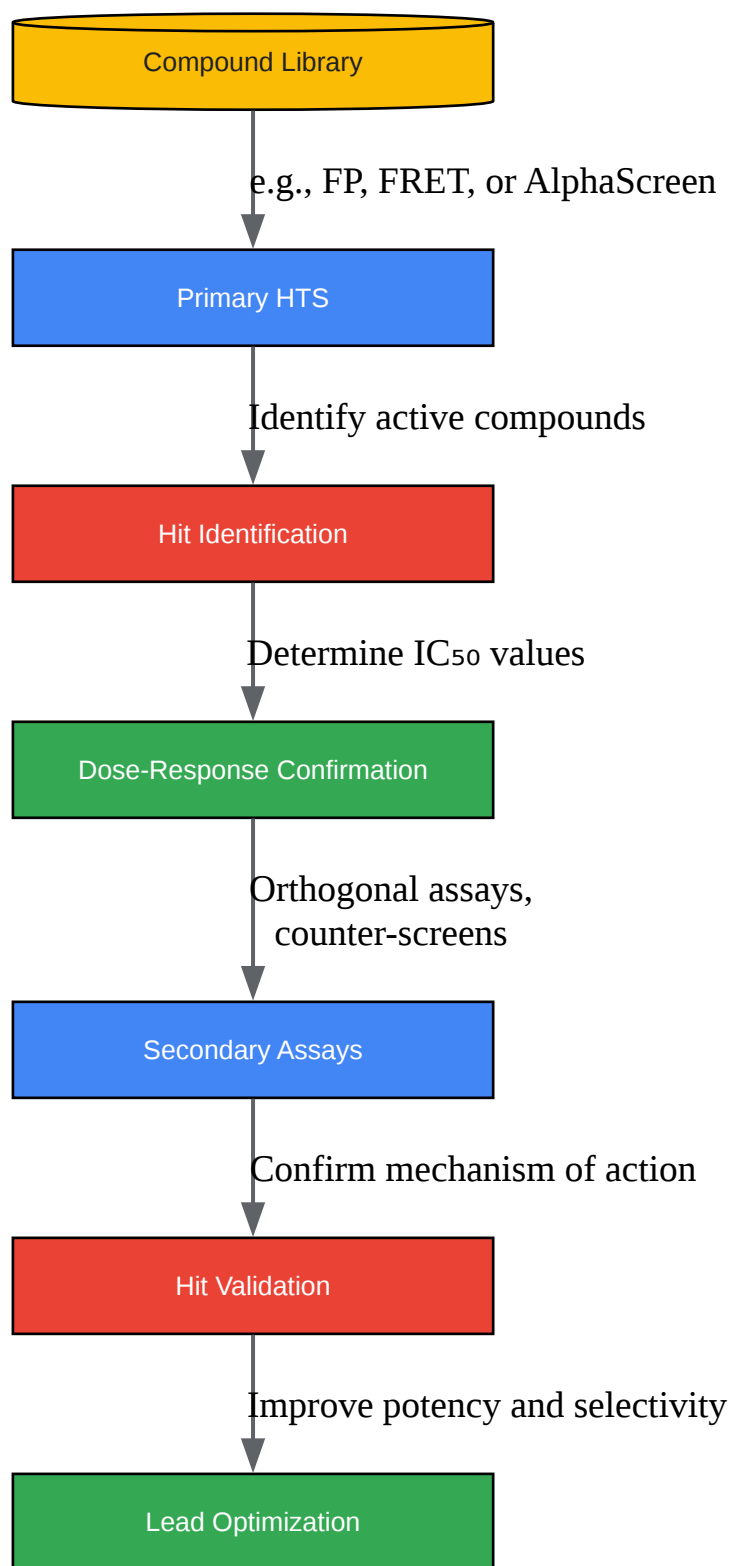 Compound Library
e.g., FP, FRET, or AlphaScreen
Primary HTS
Identify active compounds
Hit Identification
Determine IC₅₀ values
Dose-Response Confirmation
Orthogonal assays,
counter-screens
Secondary Assays
Confirm mechanism of action
Hit Validation
Improve potency and selectivity
Lead Optimization